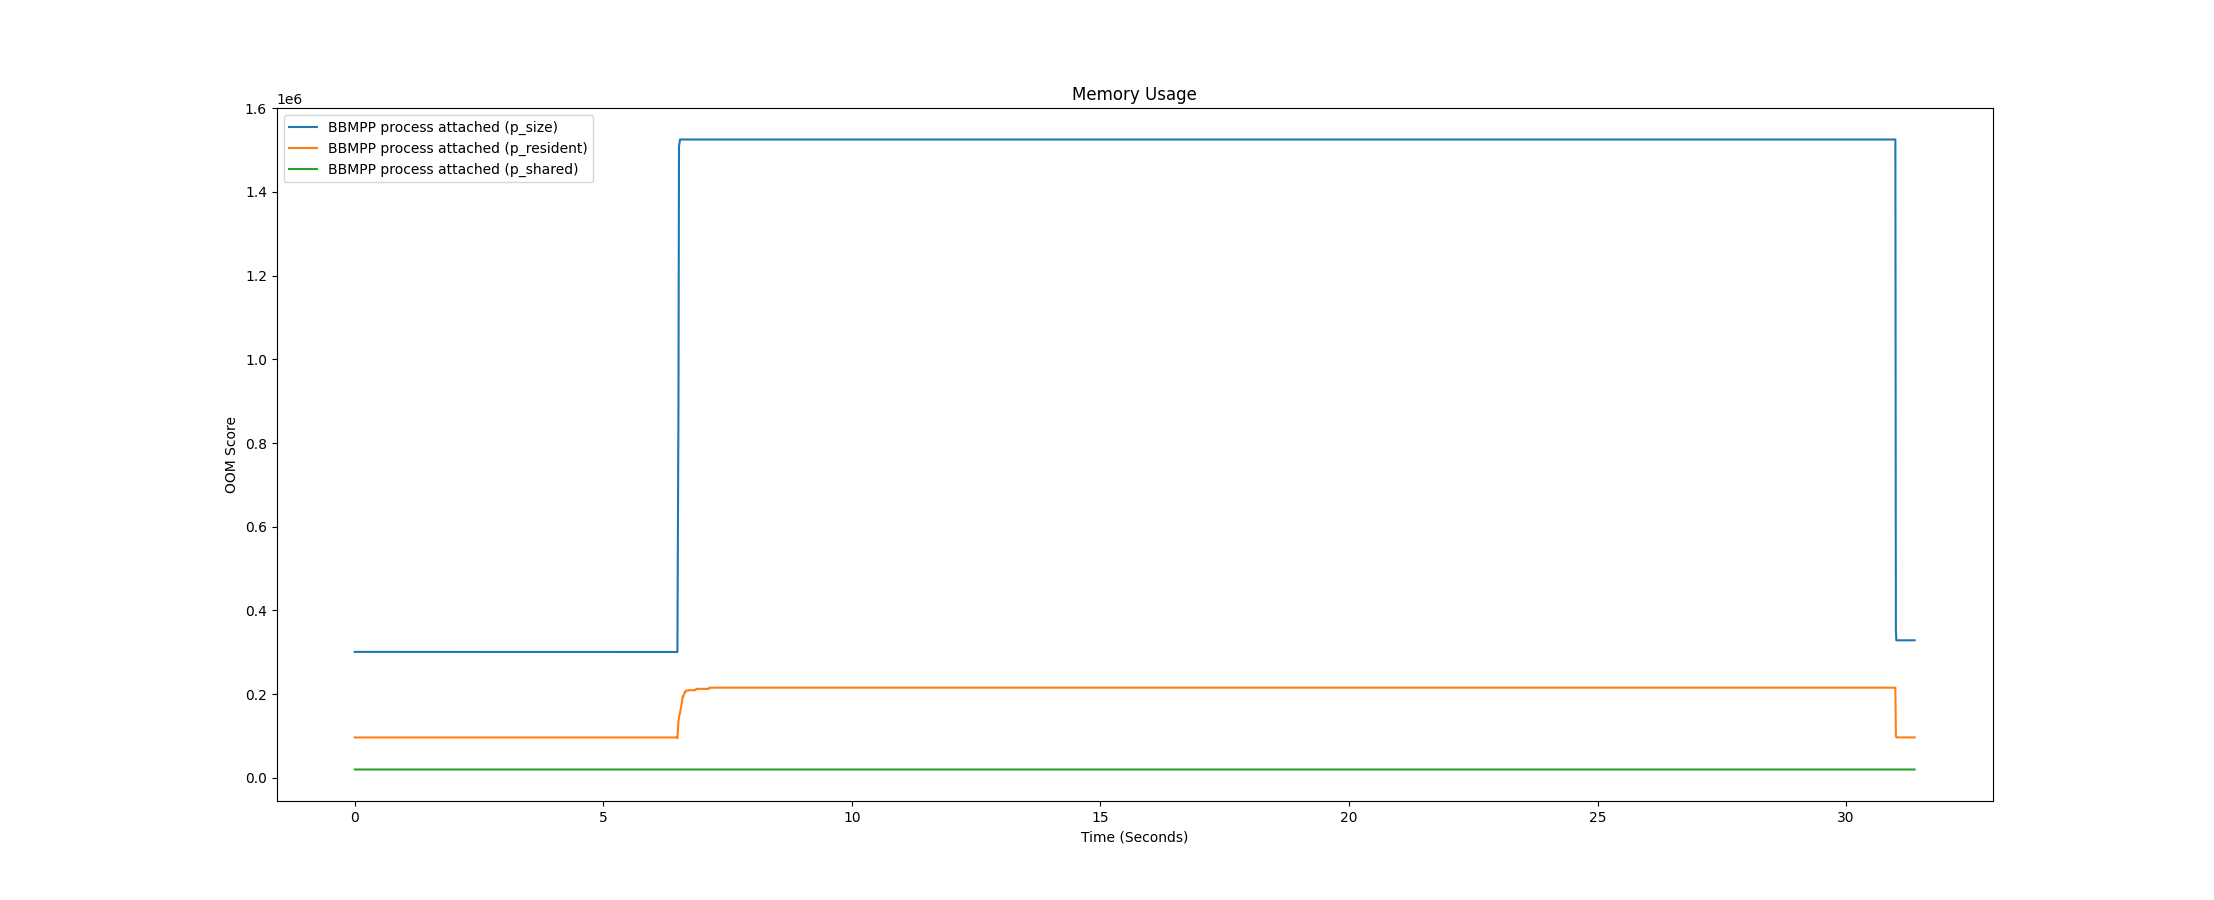 Memory Usage
1e6
BBMPP process attached (p_size)
BBMPP process attached (p_resident)
BBMPP process attached (p_shared)
1.6
1.4
1.2
1.0
0.8
0.6
0.4
0.2
0.0
OOM Score
0 5 10 15 20 25 30
Time (Seconds)